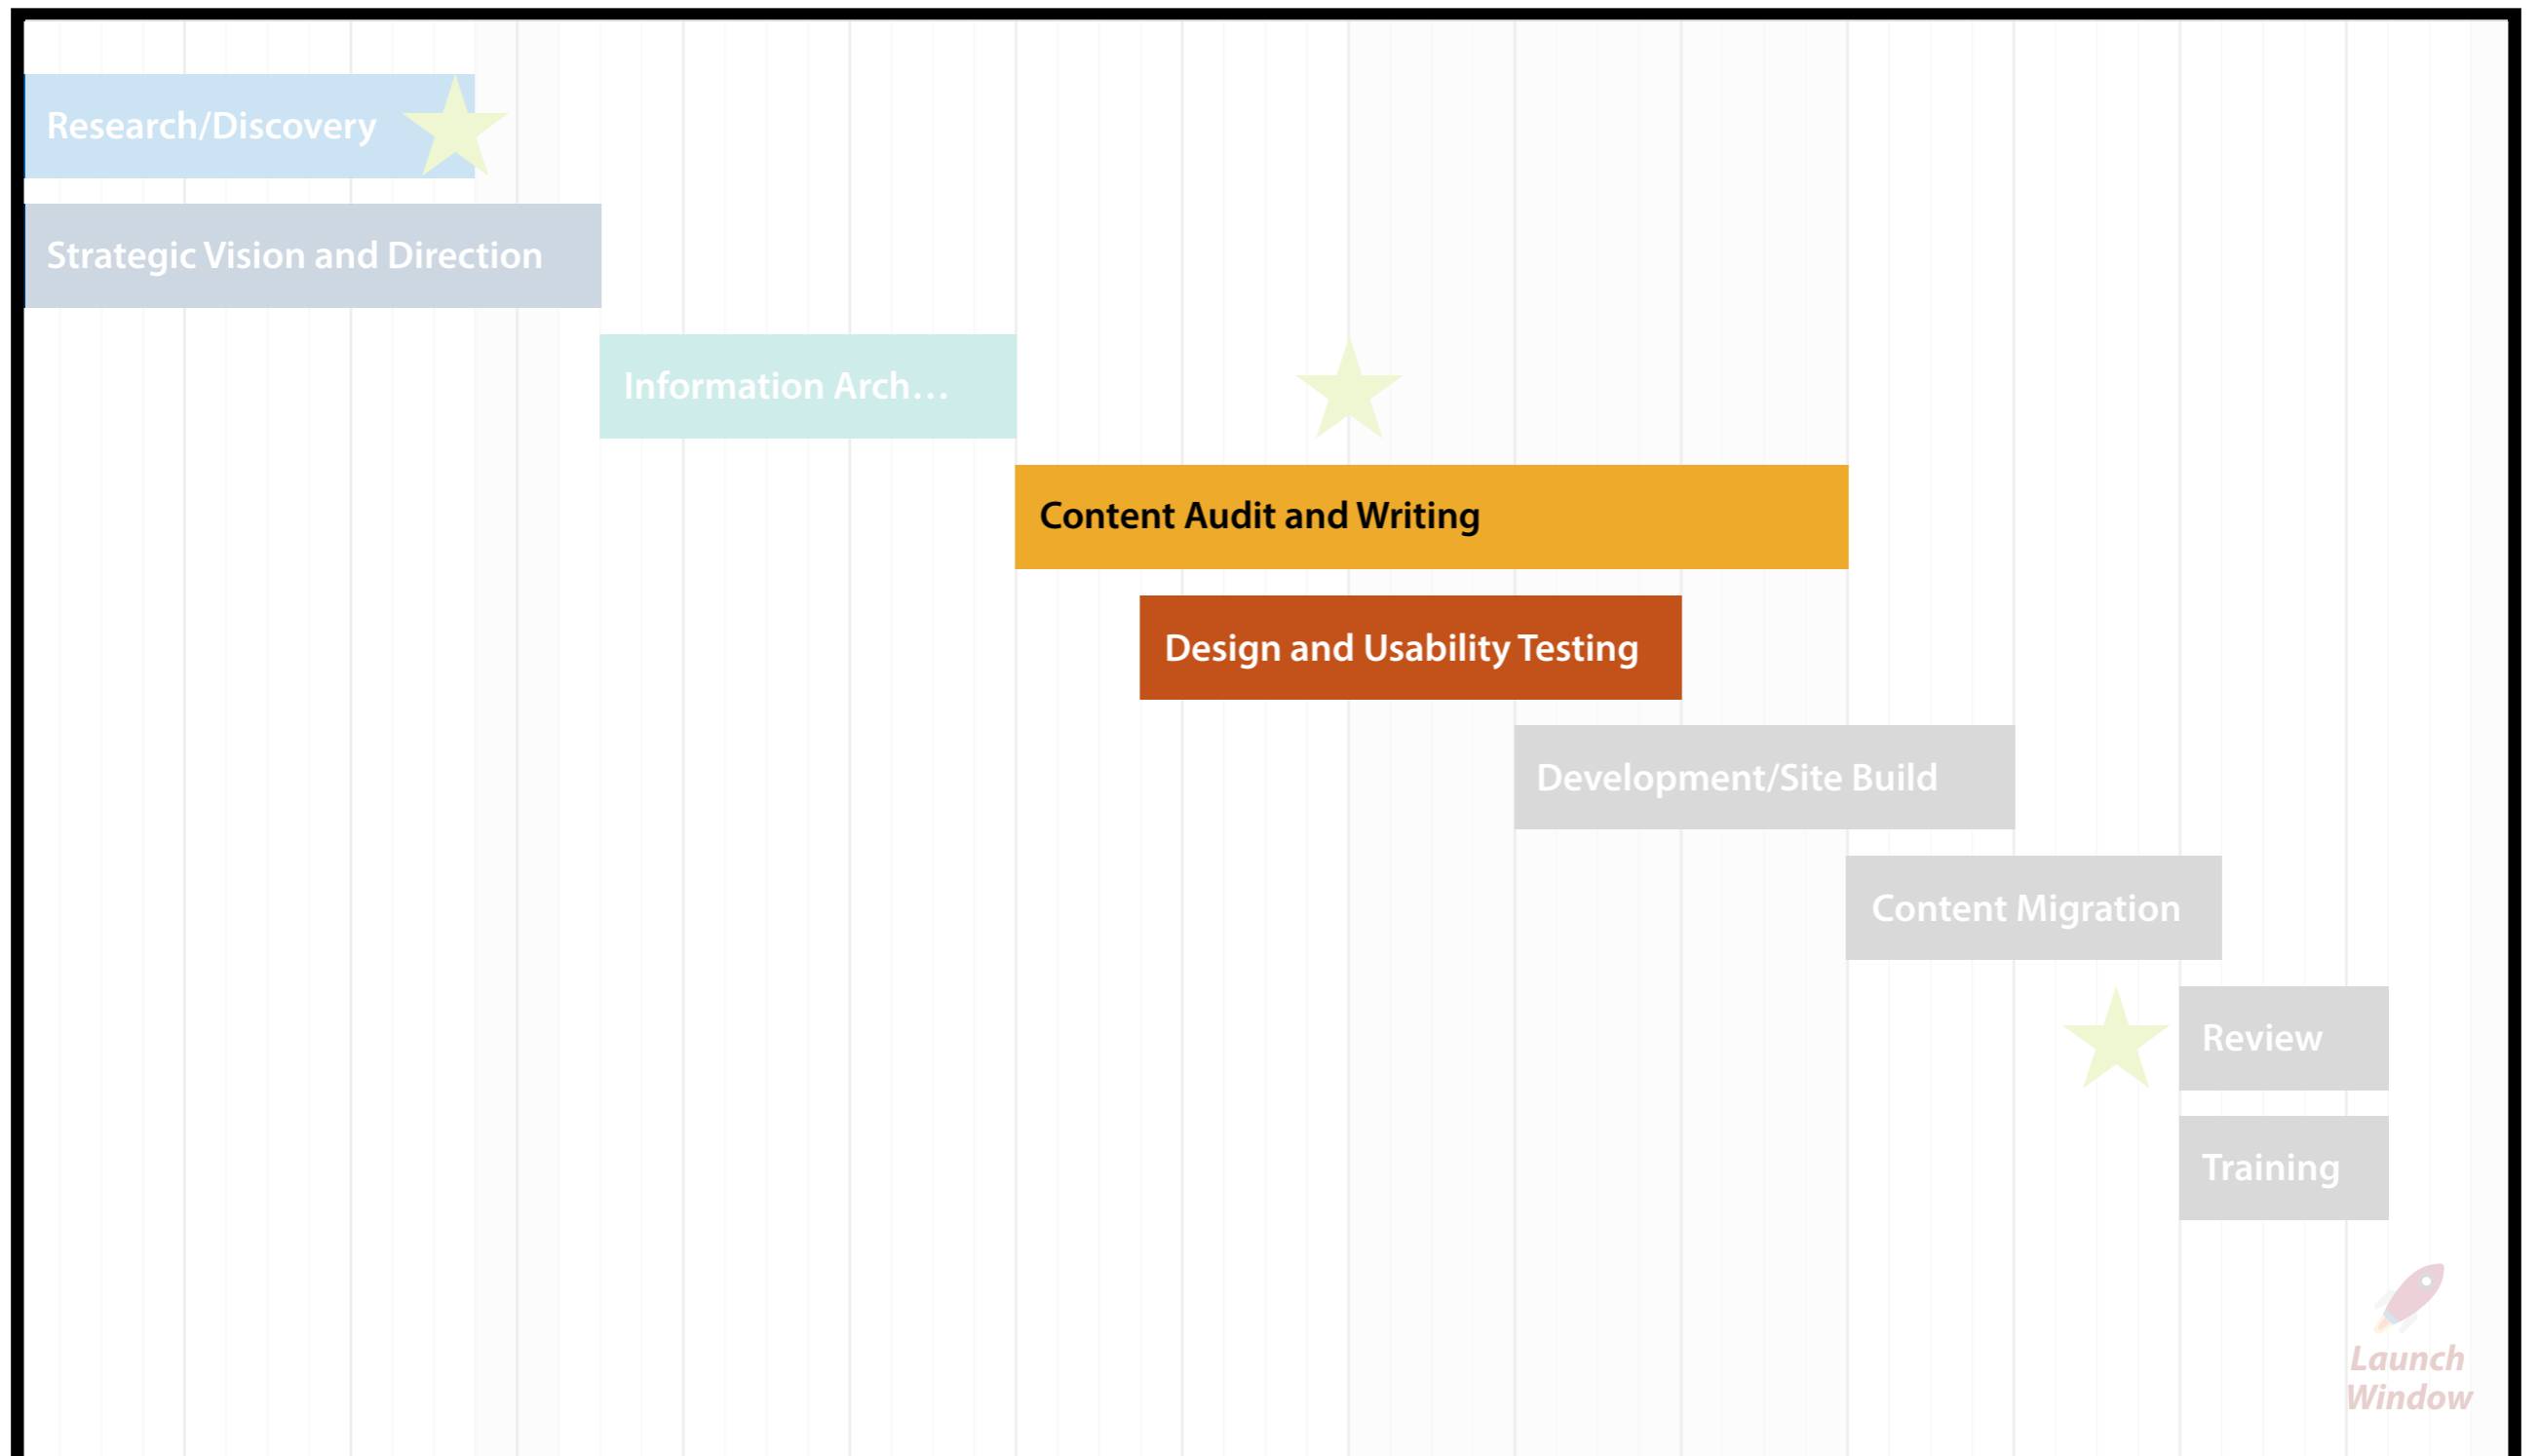 Research/Discovery
Strategic Vision and Direction
Information Arch…
Content Audit and Writing
Design and Usability Testing
Development/Site Build
Content Migration
Review
Training
Launch
Window